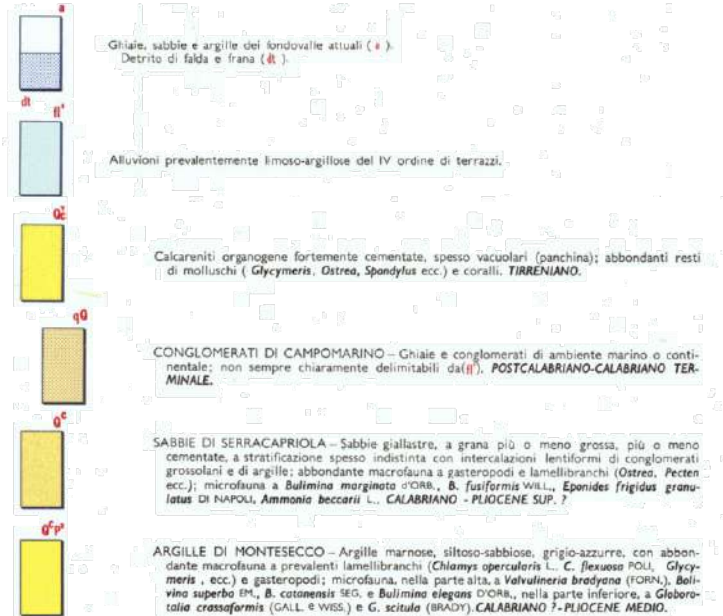 a
Ghiaie, sabbie e argille dei fondovalle attuali ( a ).
Detrito di falda e frana ( dt ).
dt
Alluvioni prevalentemente limoso-argillose del IV ordine di terrazzi.
Calcareniti organogene fortemente cementate, spesso vacuolari (panchina); abbondanti resti
di molluschi ( Glycymeris, Ostrea, Spondylus ecc.) e coralli. TIRRENIANO.
qQ
CONGLOMERATI DI CAMPOMARINO – Ghiaie e conglomerati di ambiente marino o conti-
nentale; non sempre chiaramente delimitabili da(fl¹). POSTCALABRIANO-CALABRIANO TER-
MINALE.
Qᶜ
SABBIE DI SERRACAPRIOLA – Sabbie giallastre, a grana più o meno grossa, più o meno
cementate, a stratificazione spesso indistinta con intercalazioni lentiformi di conglomerati
grossolani e di argille; abbondante macrofauna a gasteropodi e lamellibranchi (Ostrea, Pecten
ecc.); microfauna a Bulimina marginata D'ORB., B. fusiformis WILL., Eponides frigidus granu-
latus DI NAPOLI, Ammonia beccarii L.. CALABRIANO - PLIOCENE SUP. ?
ARGILLE DI MONTESECCO – Argille marnose, siltoso-sabbiose, grigio-azzurre, con abbon-
dante macrofauna a prevalenti lamellibranchi (Chlamys opercularis L., C. flexuosa POLI, Glycy-
meris , ecc.) e gasteropodi; microfauna, nella parte alta, a Valvulineria bradyana (FORN.), Boli-
vina superba EM., B. catanensis SEG. e Bulimina elegans D'ORB., nella parte inferiore, a Globoro-
talia crassaformis (GALL. e WISS.) e G. scitula (BRADY). CALABRIANO ?-PLIOCENE MEDIO.